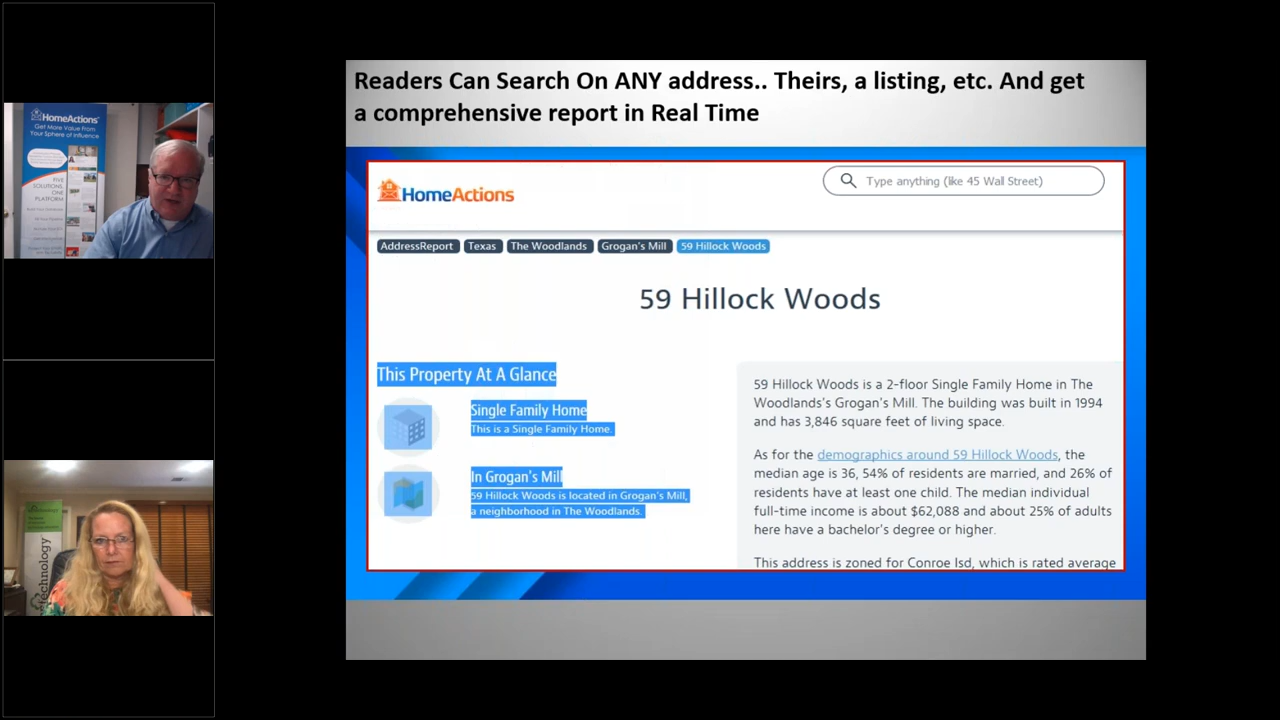 Readers Can Search On ANY address.. Theirs, a listing, etc. And get
a comprehensive report in Real Time
HomeActions
Type anything (like 45 Wall Street)
AddressReport
Texas
The Woodlands
Grogan's Mill
59 Hillock Woods
59 Hillock Woods
This Property At A Glance
Single Family Home
This is a Single Family Home.
In Grogan's Mill
59 Hillock Woods is located in Grogan's Mill,
a neighborhood in The Woodlands.
59 Hillock Woods is a 2-floor Single Family Home in The
Woodlands's Grogan's Mill. The building was built in 1994
and has 3,846 square feet of living space.
As for the demographics around 59 Hillock Woods, the
median age is 36, 54% of residents are married, and 26% of
residents have at least one child. The median individual
full-time income is about $62,088 and about 25% of adults
here have a bachelor's degree or higher.
This address is zoned for Conroe Isd, which is rated average
HomeActions
Get More Value From
Your Sphere of Influence
FIVE
SOLUTIONS,
ONE
PLATFORM
Technology